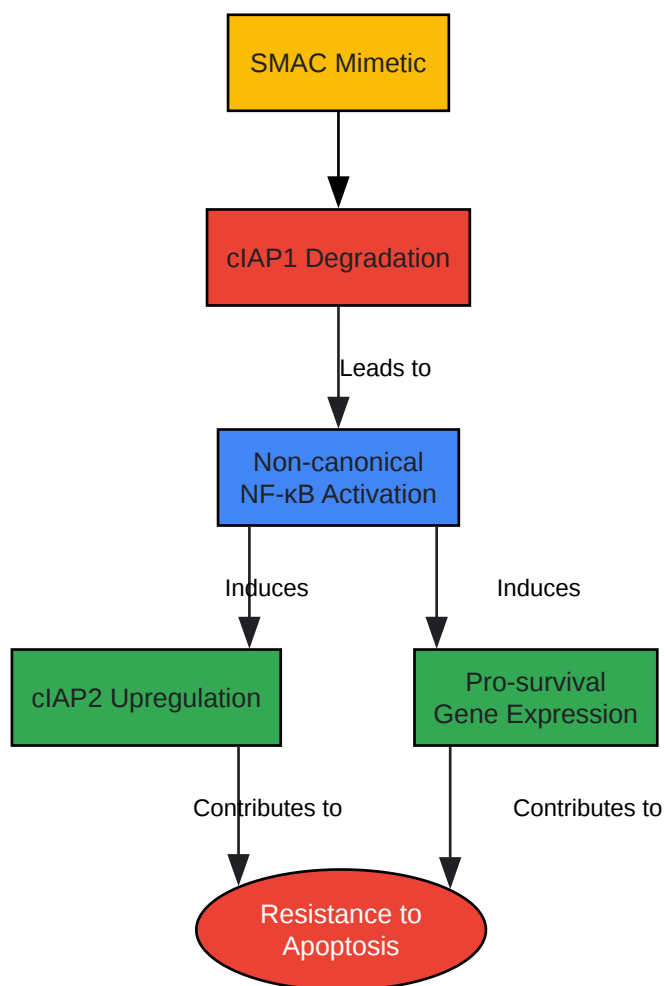 SMAC Mimetic
cIAP1 Degradation
Leads to
Non-canonical
NF-κB Activation
Induces
Induces
cIAP2 Upregulation
Pro-survival
Gene Expression
Contributes to
Contributes to
Resistance to
Apoptosis